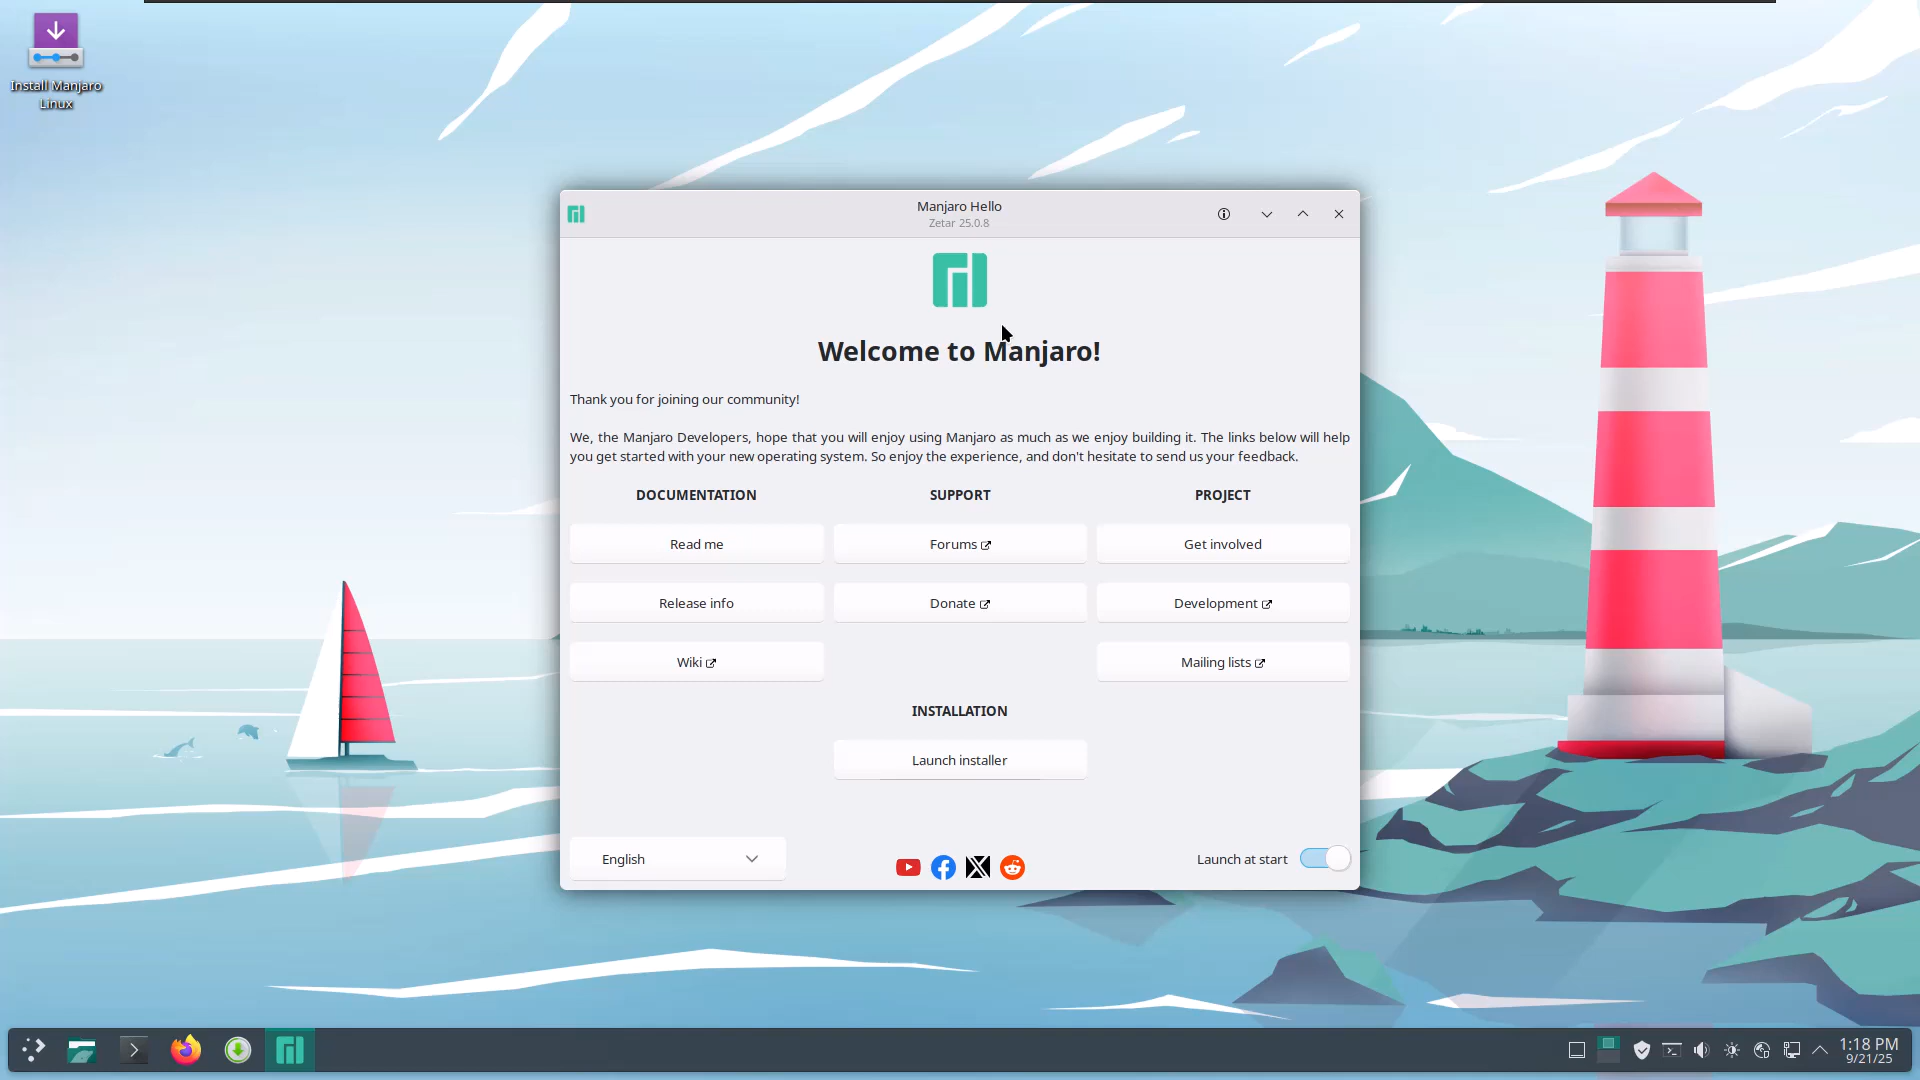 Install Manjaro
Linux
Manjaro Hello
Zetar 25.0.8
Welcome to Manjaro!
Thank you for joining our community!
We, the Manjaro Developers, hope that you will enjoy using Manjaro as much as we enjoy building it. The links below will help
you get started with your new operating system. So enjoy the experience, and don't hesitate to send us your feedback.
DOCUMENTATION
SUPPORT
PROJECT
Read me
Forums
Get involved
Release info
Donate
Development
Wiki
Mailing lists
INSTALLATION
Launch installer
English
Launch at start
1:18 PM
9/21/25